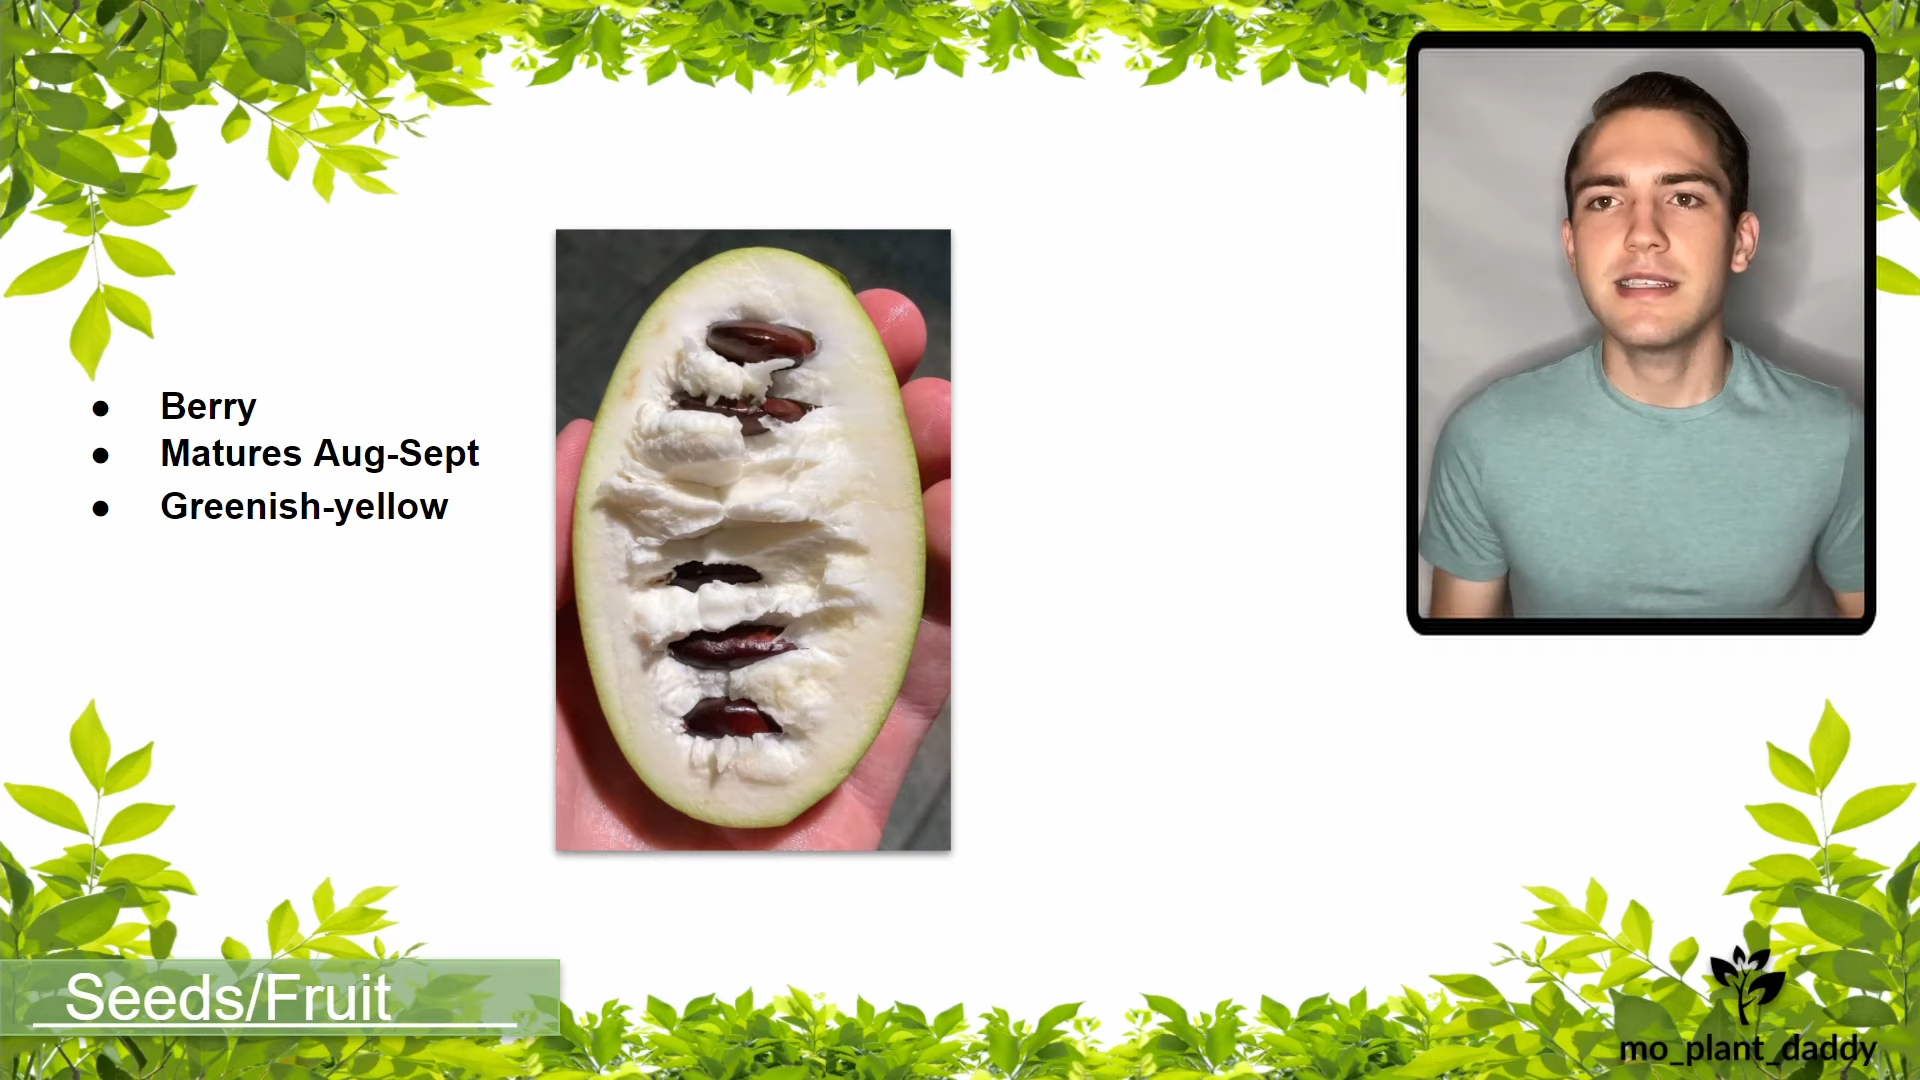 Berry
Matures Aug-Sept
Greenish-yellow
Seeds/Fruit
mo_plant_daddy